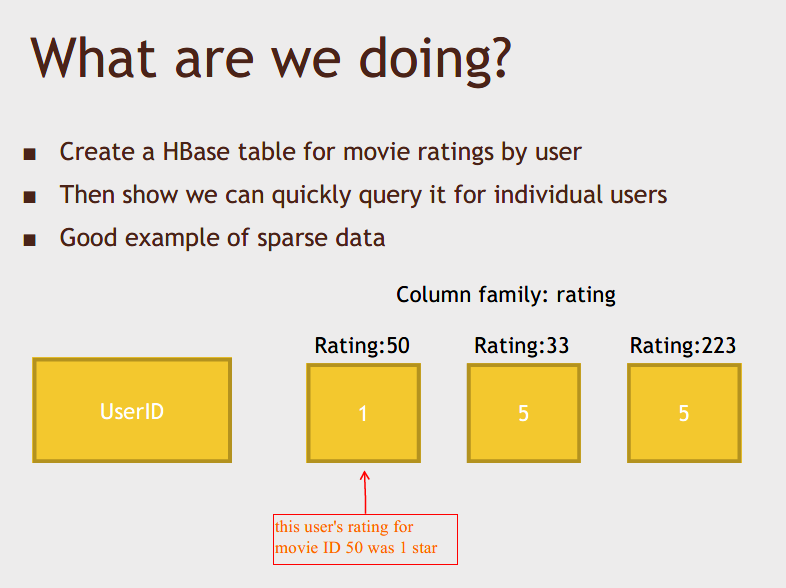 What are we doing?
Create a HBase table for movie ratings by user
Then show we can quickly query it for individual users
Good example of sparse data
Column family: rating
Rating:50
Rating:33
Rating:223
UserID
1
5
5
this user's rating for
movie ID 50 was 1 star